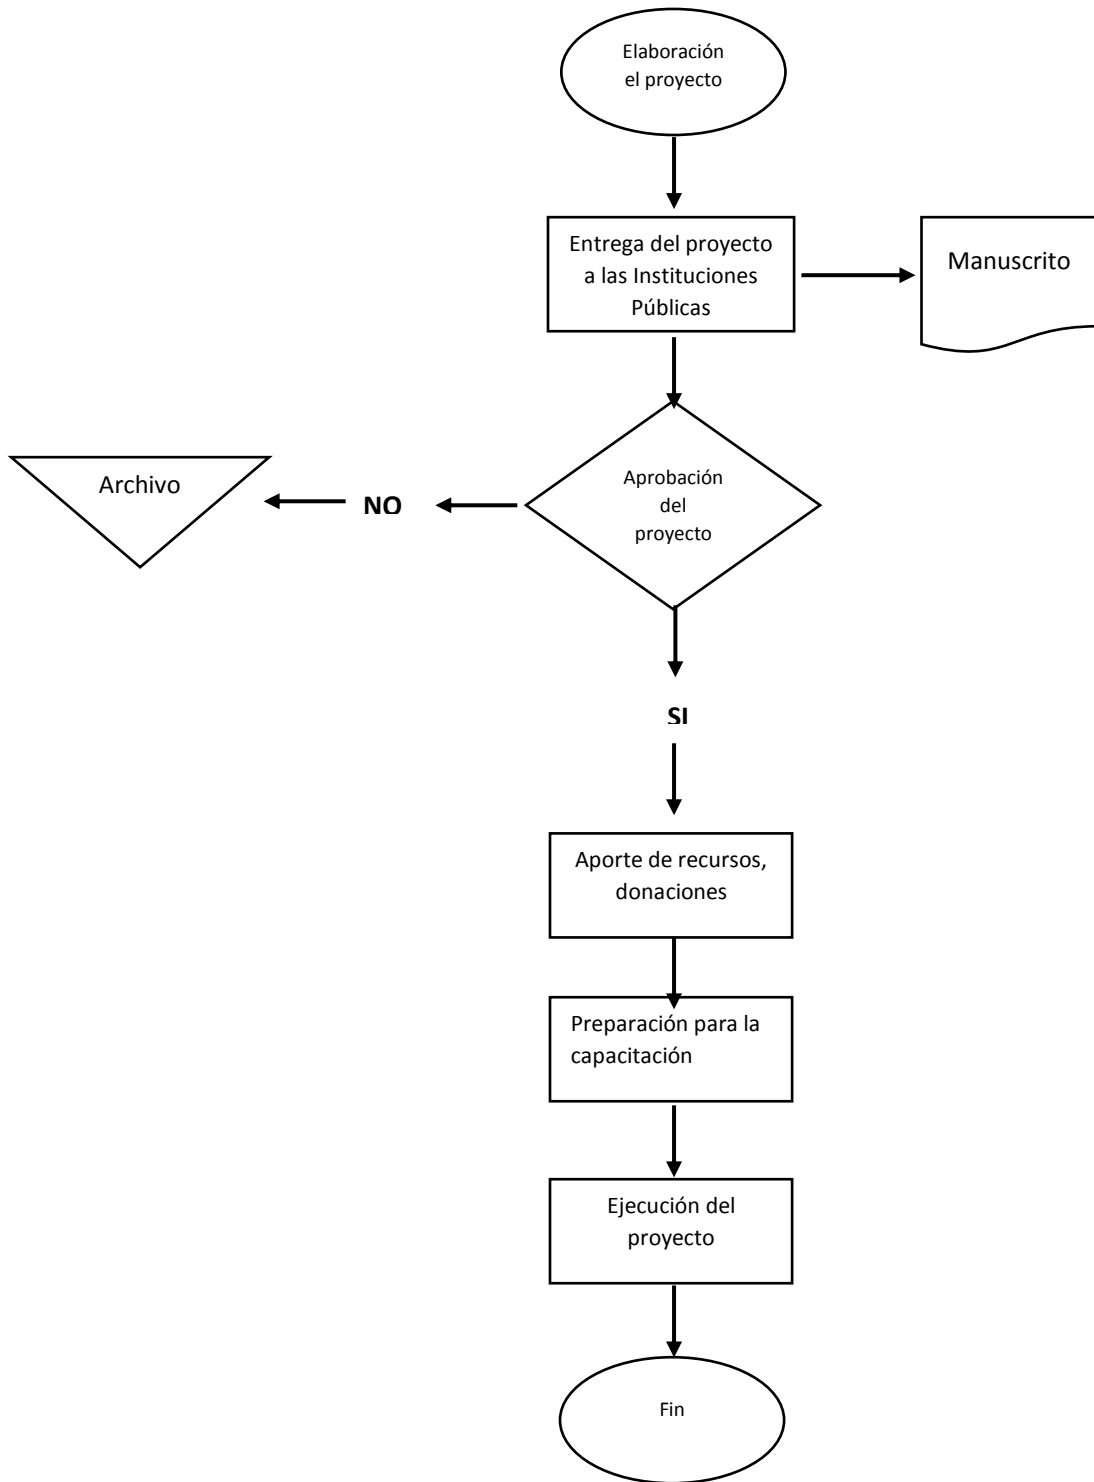 Elaboración
el proyecto
Entrega del proyecto
a las Instituciones
Públicas
Manuscrito
Aprobación
del
proyecto
Archivo
NO
SI
Aporte de recursos,
donaciones
Preparación para la
capacitación
Ejecución del
proyecto
Fin